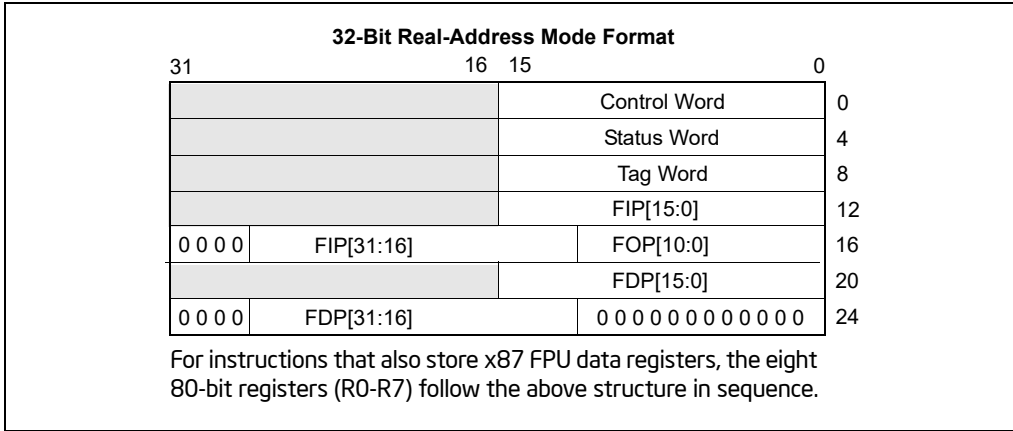 32-Bit Real-Address Mode Format
31 16 15 0
Control Word 0
Status Word 4
Tag Word 8
FIP[15:0] 12
0 0 0 0 FIP[31:16] FOP[10:0] 16
FDP[15:0] 20
0 0 0 0 FDP[31:16] 0 0 0 0 0 0 0 0 0 0 0 0 24
For instructions that also store x87 FPU data registers, the eight
80-bit registers (R0-R7) follow the above structure in sequence.